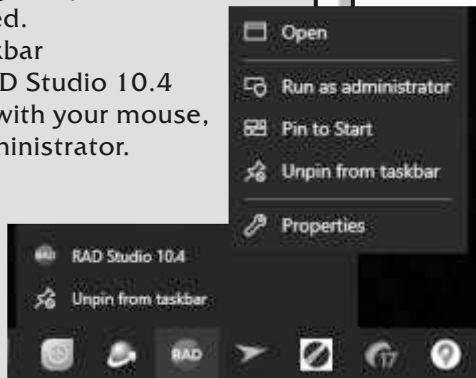 ed.
kbar
D Studio 10.4
with your mouse,
ministrator.
Open
Run as administrator
Pin to Start
Unpin from taskbar
Properties
RAD Studio 10.4
Unpin from taskbar
RAD
17